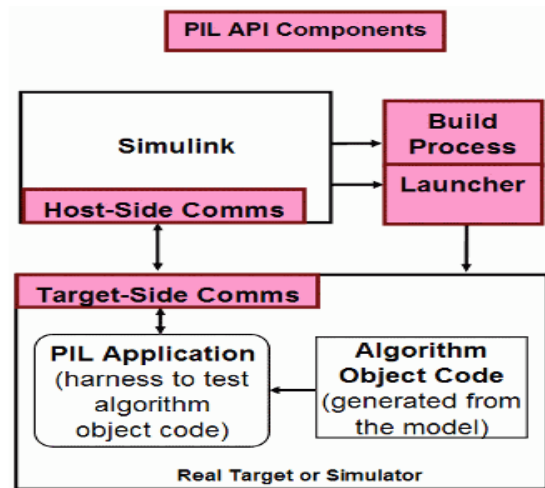 PIL API Components
Simulink
Build
Process
Launcher
Host-Side Comms
Target-Side Comms
PIL Application
(harness to test
algorithm
object code)
Algorithm
Object Code
(generated from
the model)
Real Target or Simulator